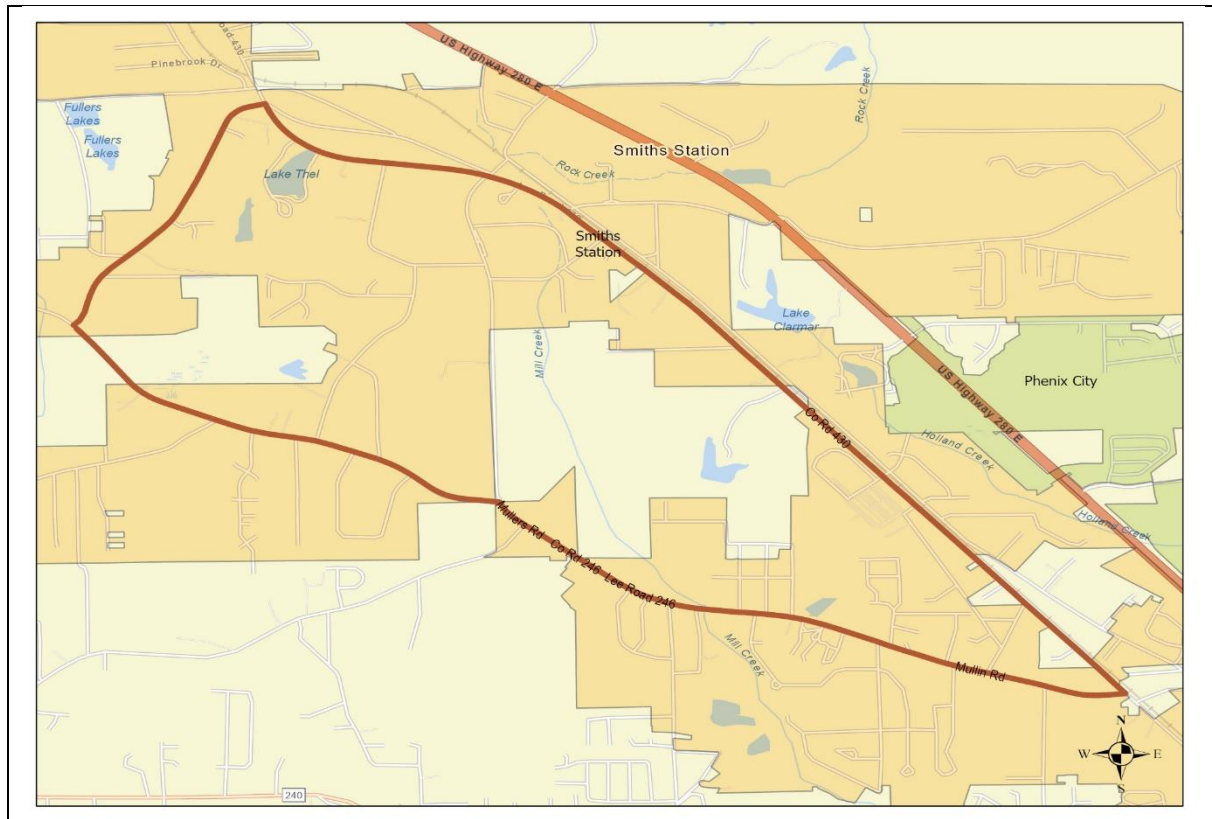 oad 430
Pinebrook Dr
US Highway 280 E
Rock Creek
Fullers
Lakes
Fullers
Lakes
Smiths Station
Lake Thel
Rock Creek
Smiths
Station
Lake
Clarmar
Mill Creek
Phenix City
US Highway 280 E
Co Rd 430
Holland Creek
Holland Creek
Mullers Rd Co Rd 246 Lee Road 246
Mill Creek
Mullin Rd
N
W E
S
240